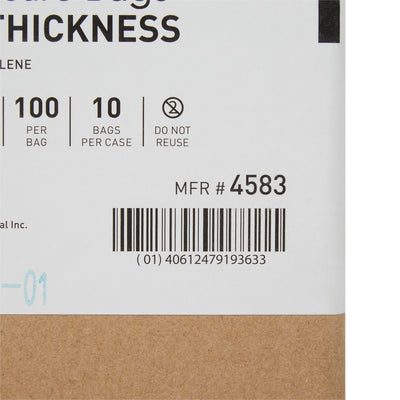 THICKNESS
LENE
100 PER BAG
10 BAGS PER CASE
DO NOT REUSE
MFR # 4583
al Inc.
(01) 40612479193633
-01